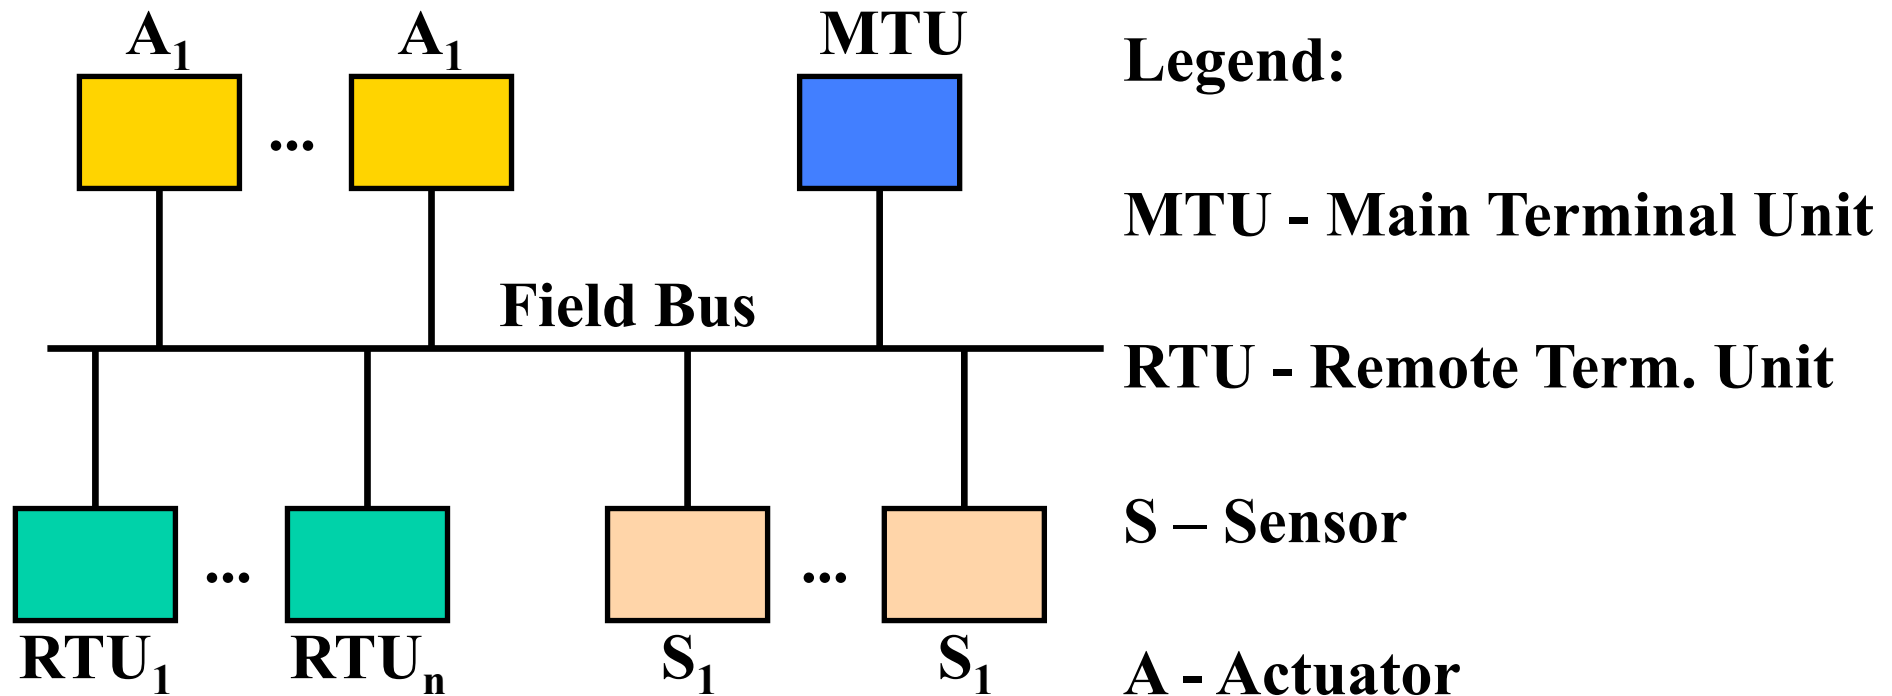 A₁ A₁ MTU
...
Field Bus
...
...
RTU₁ RTUₙ S₁ S₁
Legend:
MTU - Main Terminal Unit
RTU - Remote Term. Unit
S – Sensor
A - Actuator